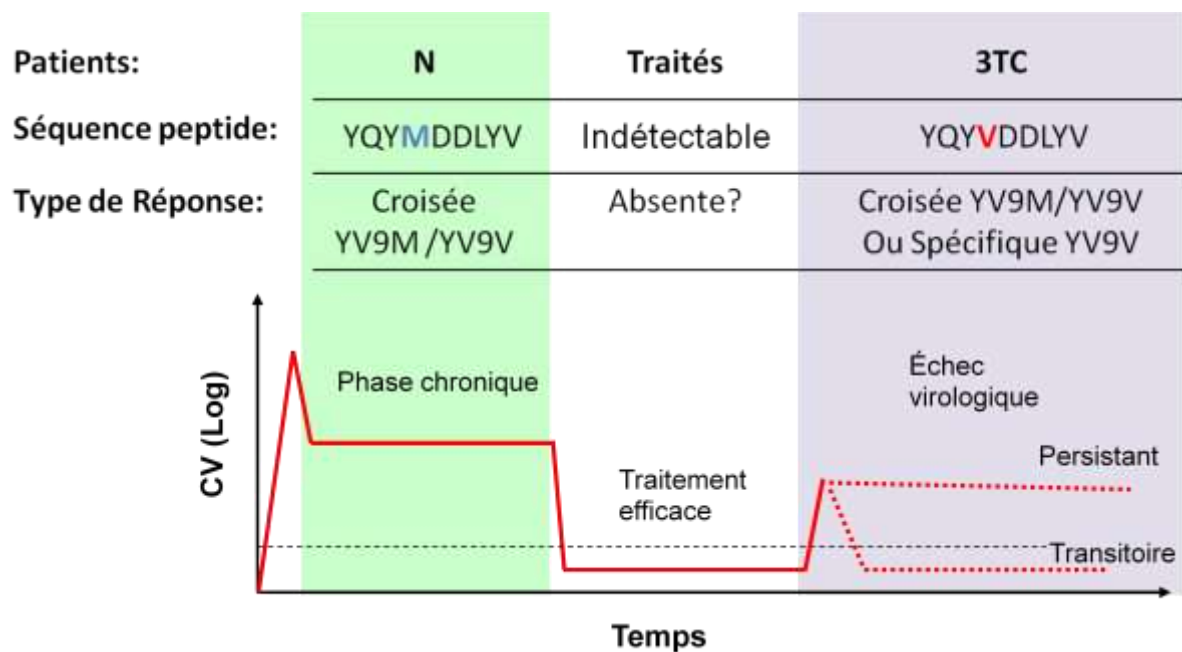 Patients: N Traités 3TC
Séquence peptide: YQYMDDLYV Indétectable YQYVDDLYV
Type de Réponse: Croisée Absente? Croisée YV9M/YV9V
YV9M /YV9V Ou Spécifique YV9V
Phase chronique
Échec
virologique
Persistant
Traitement
efficace
Transitoire
CV (Log)
Temps